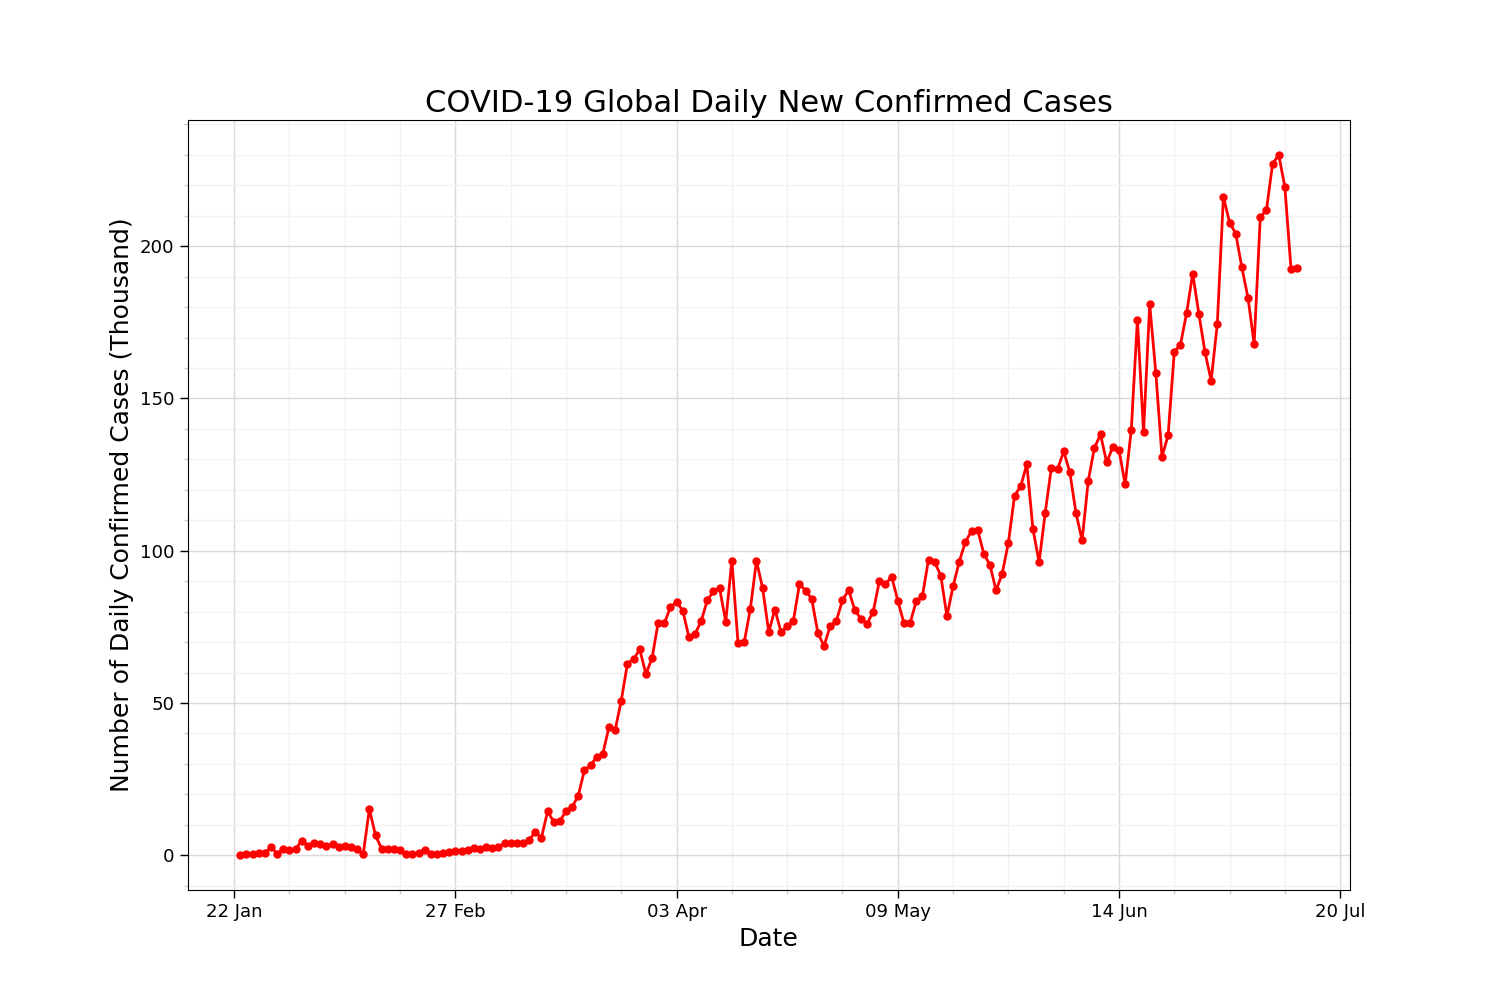 COVID-19 Global Daily New Confirmed Cases
Number of Daily Confirmed Cases (Thousand)
200
150
100
50
0
22 Jan
27 Feb
03 Apr
09 May
14 Jun
20 Jul
Date